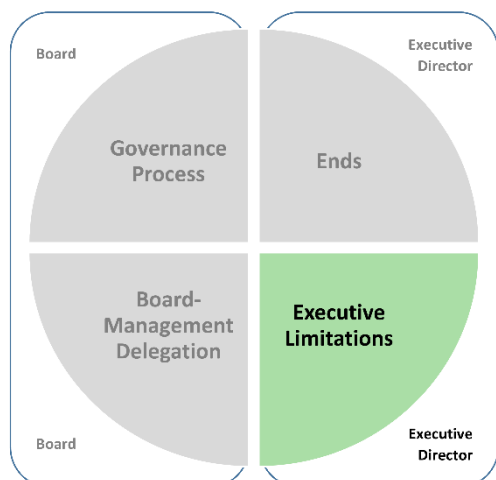 Board
Executive
Director
Governance
Process
Ends
Board-
Management
Delegation
Executive
Limitations
Board
Executive
Director